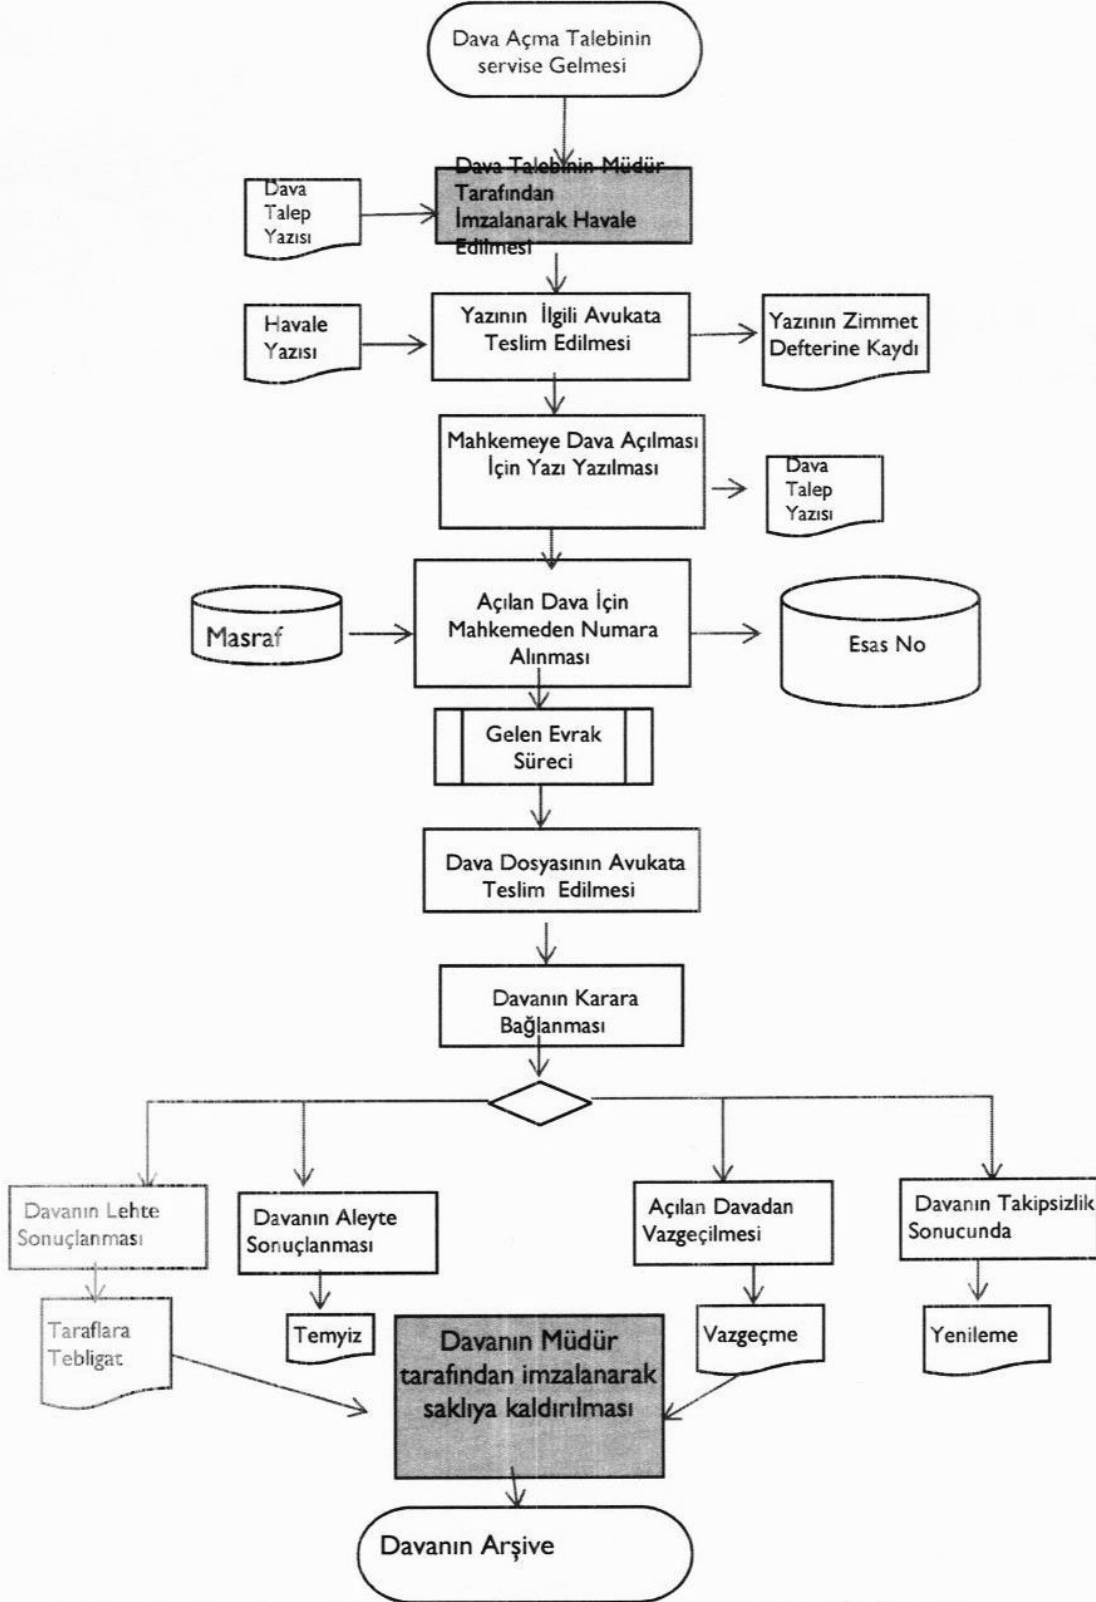 Dava Açma Talebinin
servise Gelmesi
Dava Talebinin Müdür
Tarafından
İmzalanarak Havale
Edilmesi
Dava
Talep
Yazısı
Havale
Yazısı
Yazının İlgili Avukata
Teslim Edilmesi
Yazının Zimmet
Defterine Kaydı
Mahkemeye Dava Açılması
İçin Yazı Yazılması
Dava
Talep
Yazısı
Masraf
Açılan Dava İçin
Mahkemeden Numara
Alınması
Esas No
Gelen Evrak
Süreci
Dava Dosyasının Avukata
Teslim Edilmesi
Davanın Karara
Bağlanması
Davanın Lehte
Sonuçlanması
Davanın Aleyte
Sonuçlanması
Açılan Davadan
Vazgeçilmesi
Davanın Takipsizlik
Sonucunda
Taraflara
Tebligat
Temyiz
Davanın Müdür
tarafından imzalanarak
saklıya kaldırılması
Vazgeçme
Yenileme
Davanın Arşive